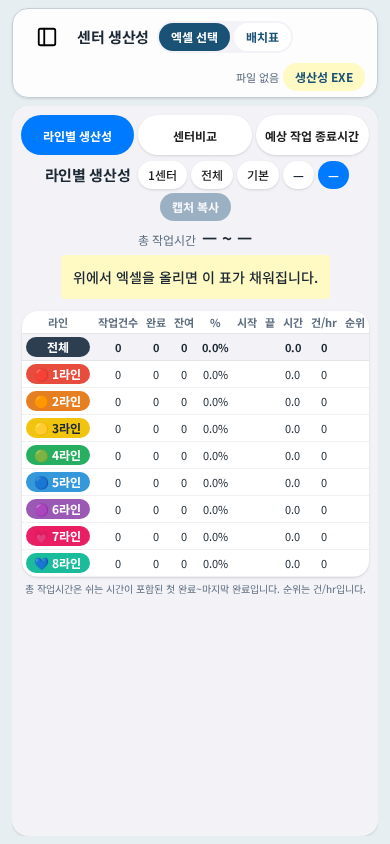 센터 생산성 엑셀 선택 배치표
파일 없음 생산성 EXE
라인별 생산성 센터비교 예상 작업 종료시간
라인별 생산성 1센터 전체 기본 — —
캡처 복사
총 작업시간 — ~ —
위에서 엑셀을 올리면 이 표가 채워집니다.
라인 작업건수 완료 잔여 % 시작 끝 시간 건/hr 순위
전체 0 0 0 0.0% 0.0 0
1라인 0 0 0 0.0% 0.0 0
2라인 0 0 0 0.0% 0.0 0
3라인 0 0 0 0.0% 0.0 0
4라인 0 0 0 0.0% 0.0 0
5라인 0 0 0 0.0% 0.0 0
6라인 0 0 0 0.0% 0.0 0
7라인 0 0 0 0.0% 0.0 0
8라인 0 0 0 0.0% 0.0 0
총 작업시간은 쉬는 시간이 포함된 첫 완료~마지막 완료입니다. 순위는 건/hr입니다.